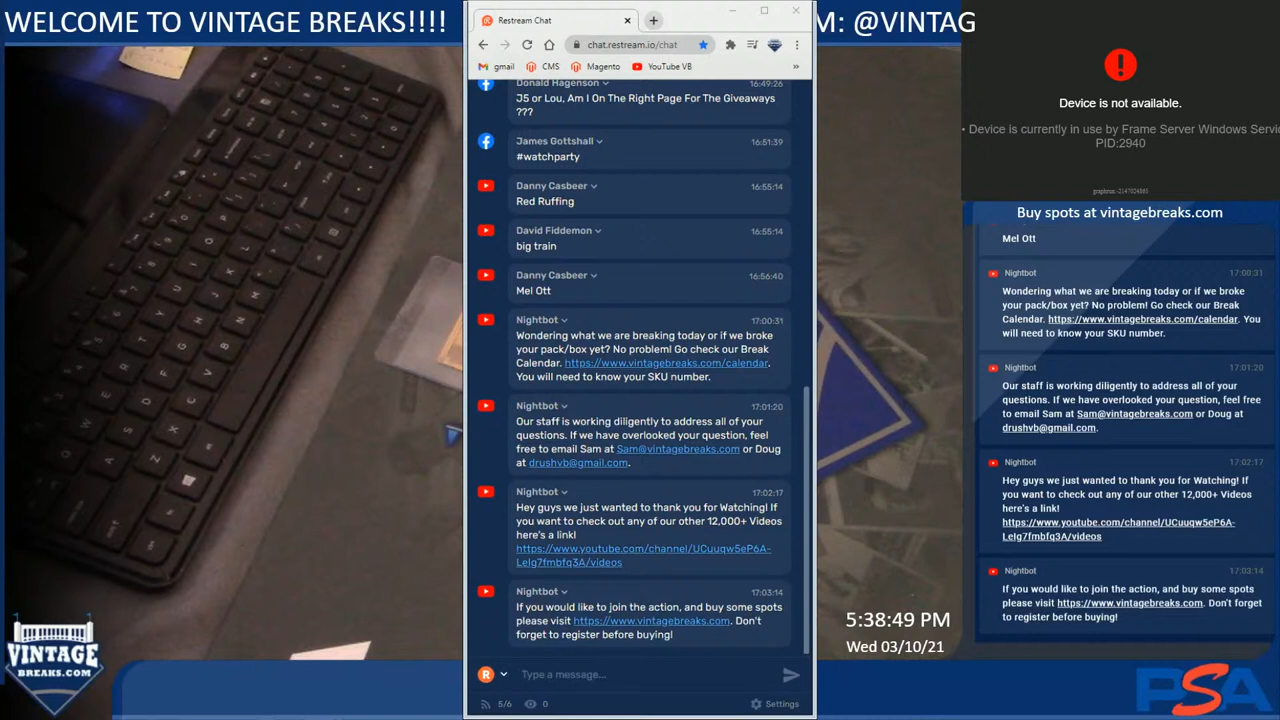 WELCOME TO VINTAGE BREAKS!!!!
M: @VINTAG
Restream Chat
chat.restream.io/chat
gmail
CMS
Magento
YouTube VB
Donald Hagenson
16:49:26
J5 or Lou, Am I On The Right Page For The Giveaways
???
James Gottshall
16:51:39
#watchparty
Danny Casbeer
16:55:14
Red Ruffing
David Fiddemon
16:55:14
big train
Danny Casbeer
16:56:40
Mel Ott
Nightbot
17:00:31
Wondering what we are breaking today or if we broke
your pack/box yet? No problem! Go check our Break
Calendar. https://www.vintagebreaks.com/calendar.
You will need to know your SKU number.
Nightbot
17:01:20
Our staff is working diligently to address all of your
questions. If we have overlooked your question, feel
free to email Sam at Sam@vintagebreaks.com or Doug
at drushvb@gmail.com.
Nightbot
17:02:17
Hey guys we just wanted to thank you for Watching! If
you want to check out any of our other 12,000+ Videos
here's a link!
https://www.youtube.com/channel/UCuuqw5eP6A-
LeIg7fmbfq3A/videos
Nightbot
17:03:14
If you would like to join the action, and buy some spots
please visit https://www.vintagebreaks.com. Don't
forget to register before buying!
Type a message...
5/6
0
Settings
Device is not available.
• Device is currently in use by Frame Server Windows Servic
PID:2940
Buy spots at vintagebreaks.com
Mel Ott
Nightbot
17:00:31
Wondering what we are breaking today or if we broke
your pack/box yet? No problem! Go check our Break
Calendar. https://www.vintagebreaks.com/calendar. You
will need to know your SKU number.
Nightbot
17:01:20
Our staff is working diligently to address all of your
questions. If we have overlooked your question, feel free
to email Sam at Sam@vintagebreaks.com or Doug at
drushvb@gmail.com.
Nightbot
17:02:17
Hey guys we just wanted to thank you for Watching! If
you want to check out any of our other 12,000+ Videos
here's a link!
https://www.youtube.com/channel/UCuuqw5eP6A-
LeIg7fmbfq3A/videos
Nightbot
17:03:14
If you would like to join the action, and buy some spots
please visit https://www.vintagebreaks.com. Don't forget
to register before buying!
5:38:49 PM
Wed 03/10/21
VINTAGE
BREAKS.COM
PSA